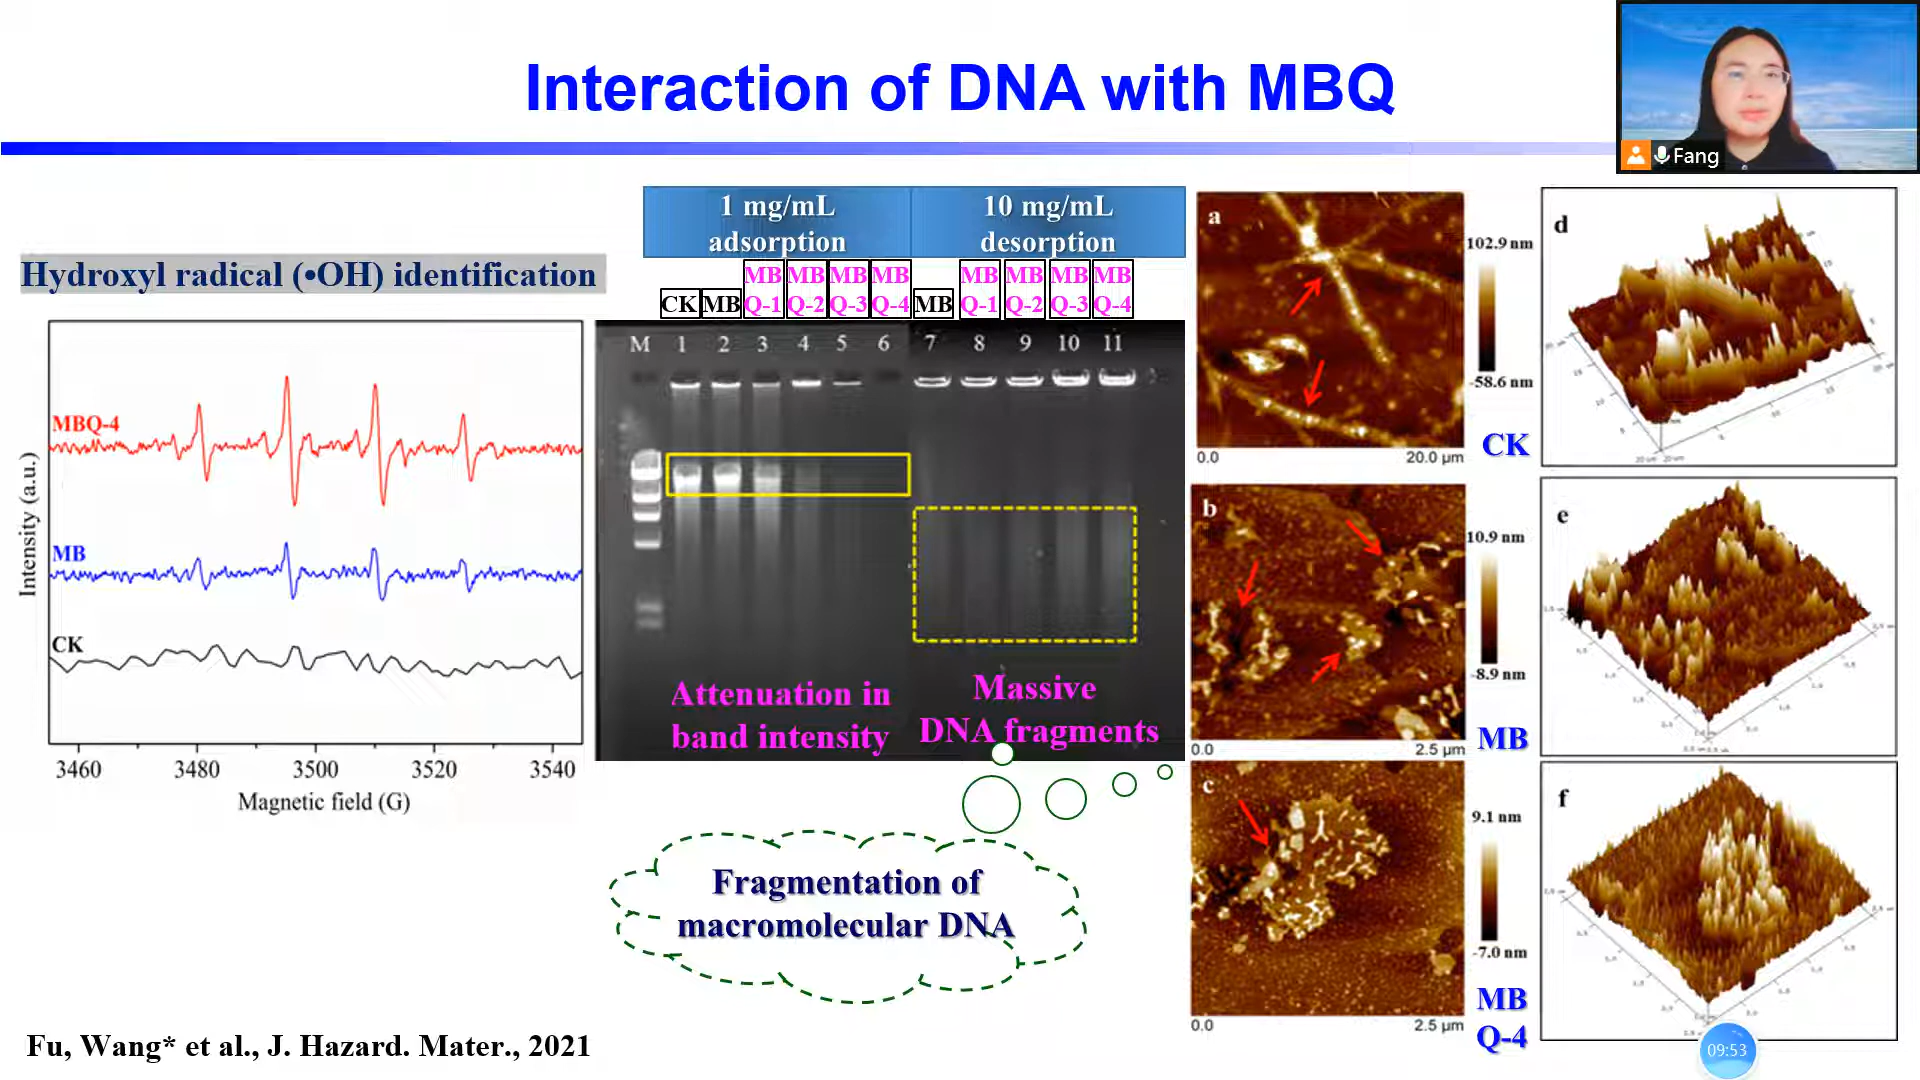 Interaction of DNA with MBQ
Fang
Hydroxyl radical (•OH) identification
MBQ-4
MB
CK
Intensity (a.u.)
3460 3480 3500 3520 3540
Magnetic field (G)
1 mg/mL
adsorption
10 mg/mL
desorption
CK MB MB Q-1 MB Q-2 MB Q-3 MB Q-4 MB MB Q-1 MB Q-2 MB Q-3 MB Q-4
M 1 2 3 4 5 6 7 8 9 10 11
Attenuation in
band intensity
Massive
DNA fragments
Fragmentation of
macromolecular DNA
a
102.9 nm
-58.6 nm
0.0 20.0 µm
CK
d
b
10.9 nm
-8.9 nm
0.0 2.5 µm
MB
e
c
9.1 nm
-7.0 nm
0.0 2.5 µm
MB
Q-4
f
09:53
Fu, Wang* et al., J. Hazard. Mater., 2021